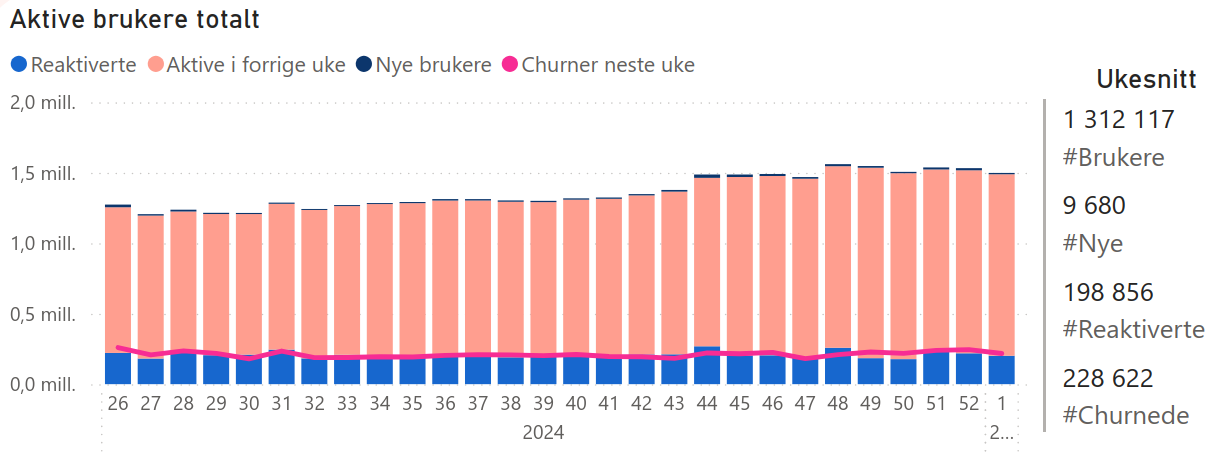 Aktive brukere totalt
Reaktiverte Aktive i forrige uke Nye brukere Churner neste uke
2,0 mill.
1,5 mill.
1,0 mill.
0,5 mill.
0,0 mill.
26 27 28 29 30 31 32 33 34 35 36 37 38 39 40 41 42 43 44 45 46 47 48 49 50 51 52 1
2024 2...
Ukesnitt
1 312 117
#Brukere
9 680
#Nye
198 856
#Reaktiverte
228 622
#Churnede